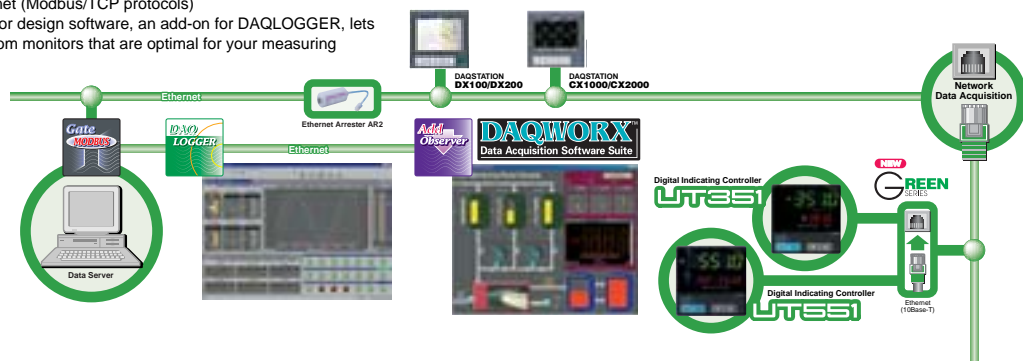 net (Modbus/TCP protocols)
or design software, an add-on for DAQLOGGER, lets
om monitors that are optimal for your measuring
DAQSTATION
DX100/DX200
DAQSTATION
CX1000/CX2000
Network
Data Acquisition
Ethernet
Ethernet Arrester AR2
Gate
MODBUS
DAQ
LOGGER
Ethernet
Add
Observer
DAQWORX™
Data Acquisition Software Suite
Data Server
NEW
GREEN
SERIES
Digital Indicating Controller
UT351
Digital Indicating Controller
UT551
Ethernet
(10Base-T)